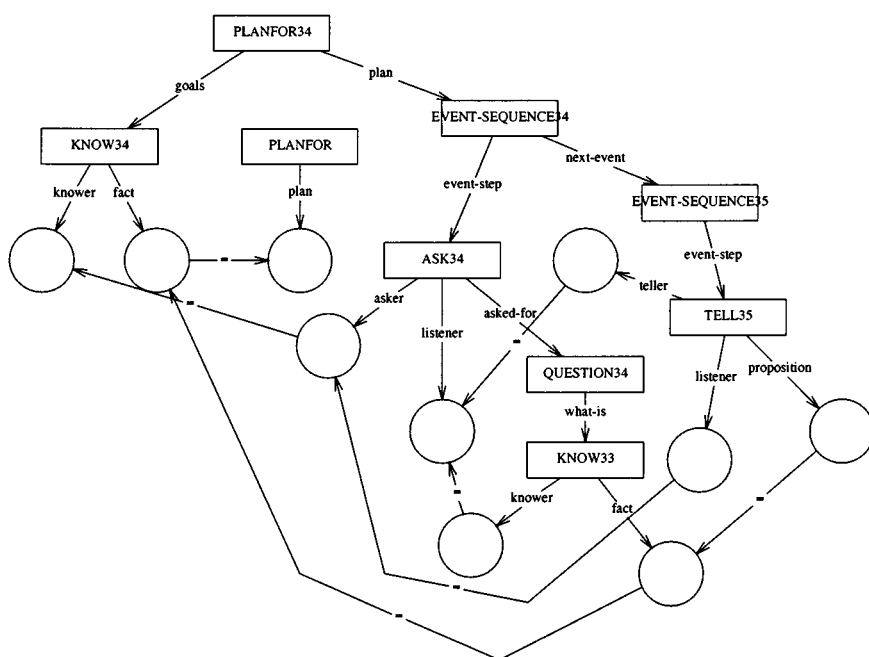 PLANFOR34
goals
plan
EVENT-SEQUENCE34
KNOW34
PLANFOR
next-event
knower
fact
plan
event-step
EVENT-SEQUENCE35
=
ASK34
event-step
=
asker
asked-for
teller
listener
=
TELL35
QUESTION34
listener
proposition
what-is
KNOW33
=
knower
fact
=
=
=